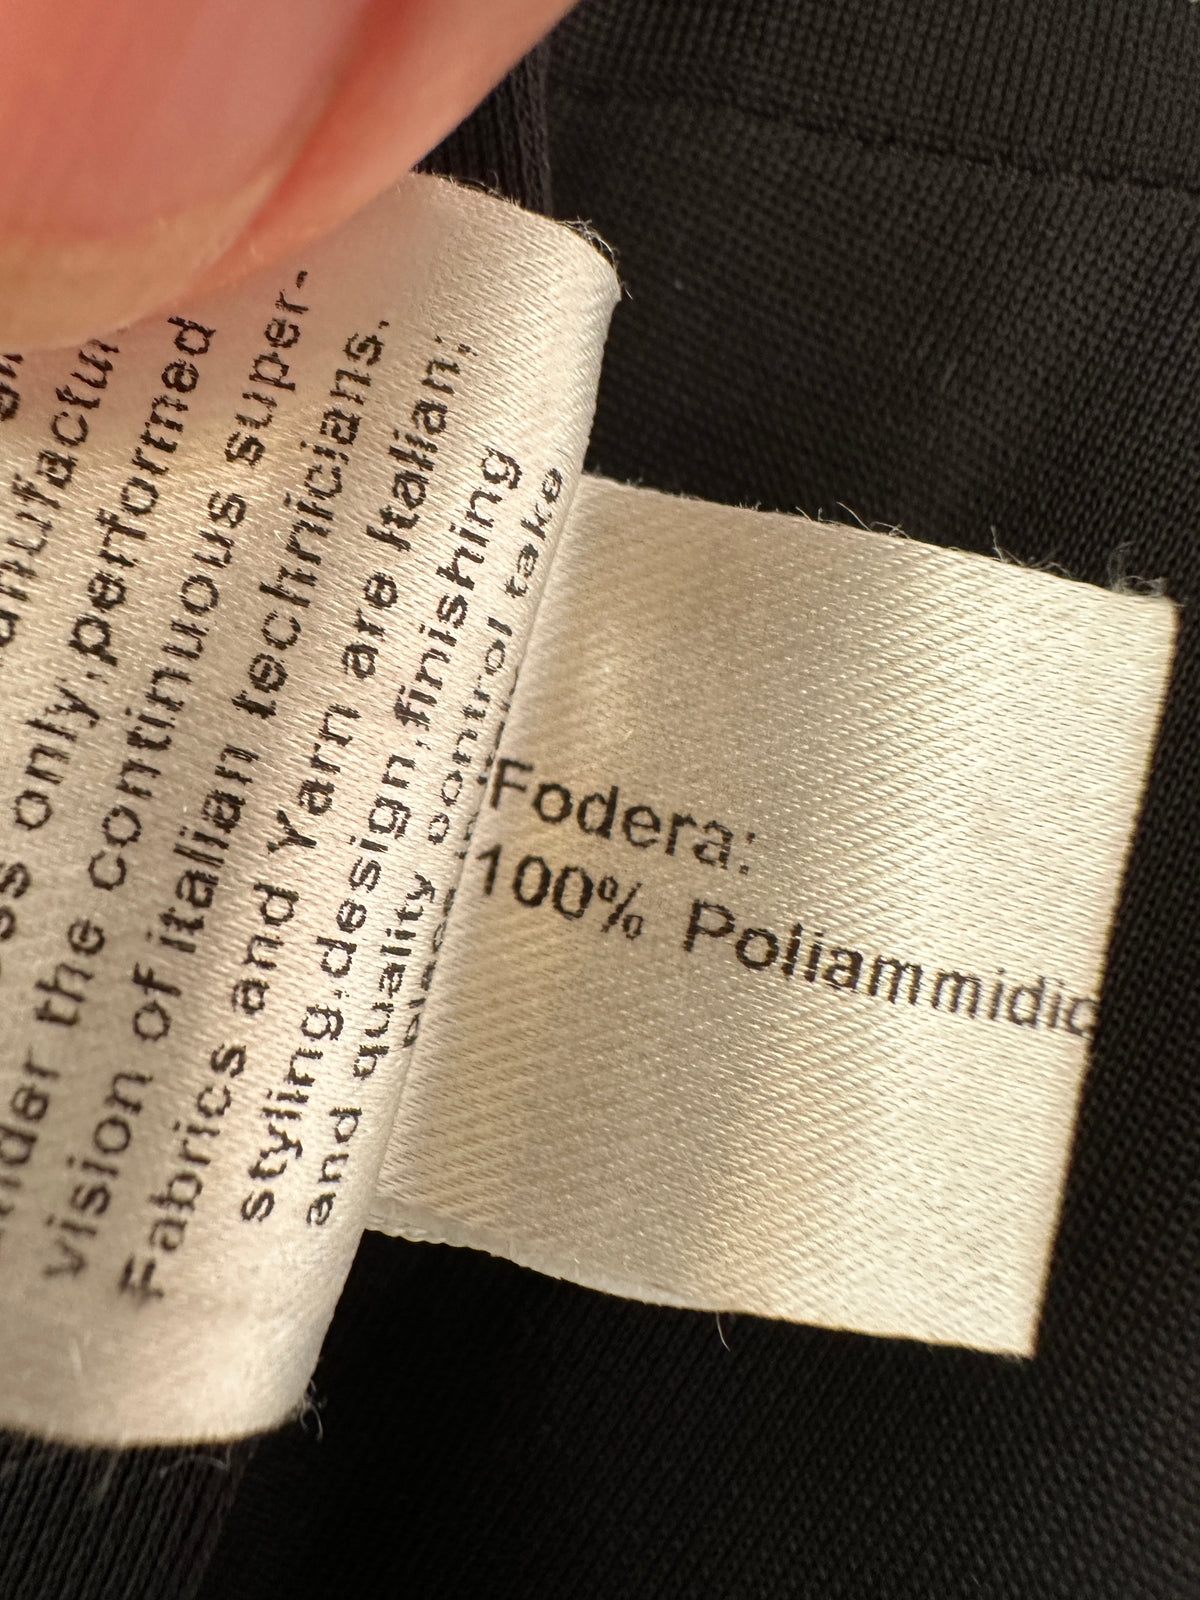 performed
only,
the continuous super-
vision of italian technicians.
Fabrics and Yarn are Italian;
styling,design,finishing
and quality control take
Fodera:
100% Poliammidic